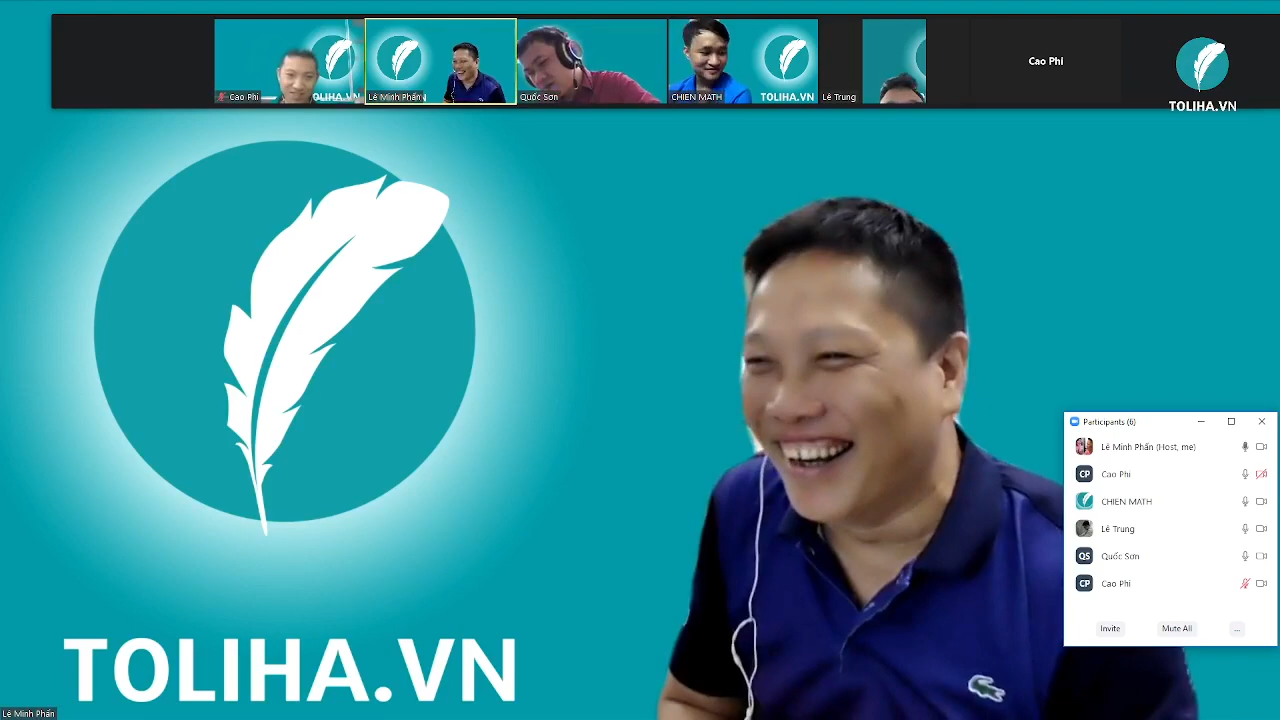 Cao Phi
TOLIHA.VN
Lê Minh Phấn
Quốc Sơn
CHIEN MATH
TOLIHA.VN
Lê Trung
Cao Phi
TOLIHA.VN
Participants (6)
Lê Minh Phấn (Host, me)
CP Cao Phi
CHIEN MATH
Lê Trung
QS Quốc Sơn
CP Cao Phi
Invite
Mute All
...
TOLIHA.VN
Lê Minh Phấn